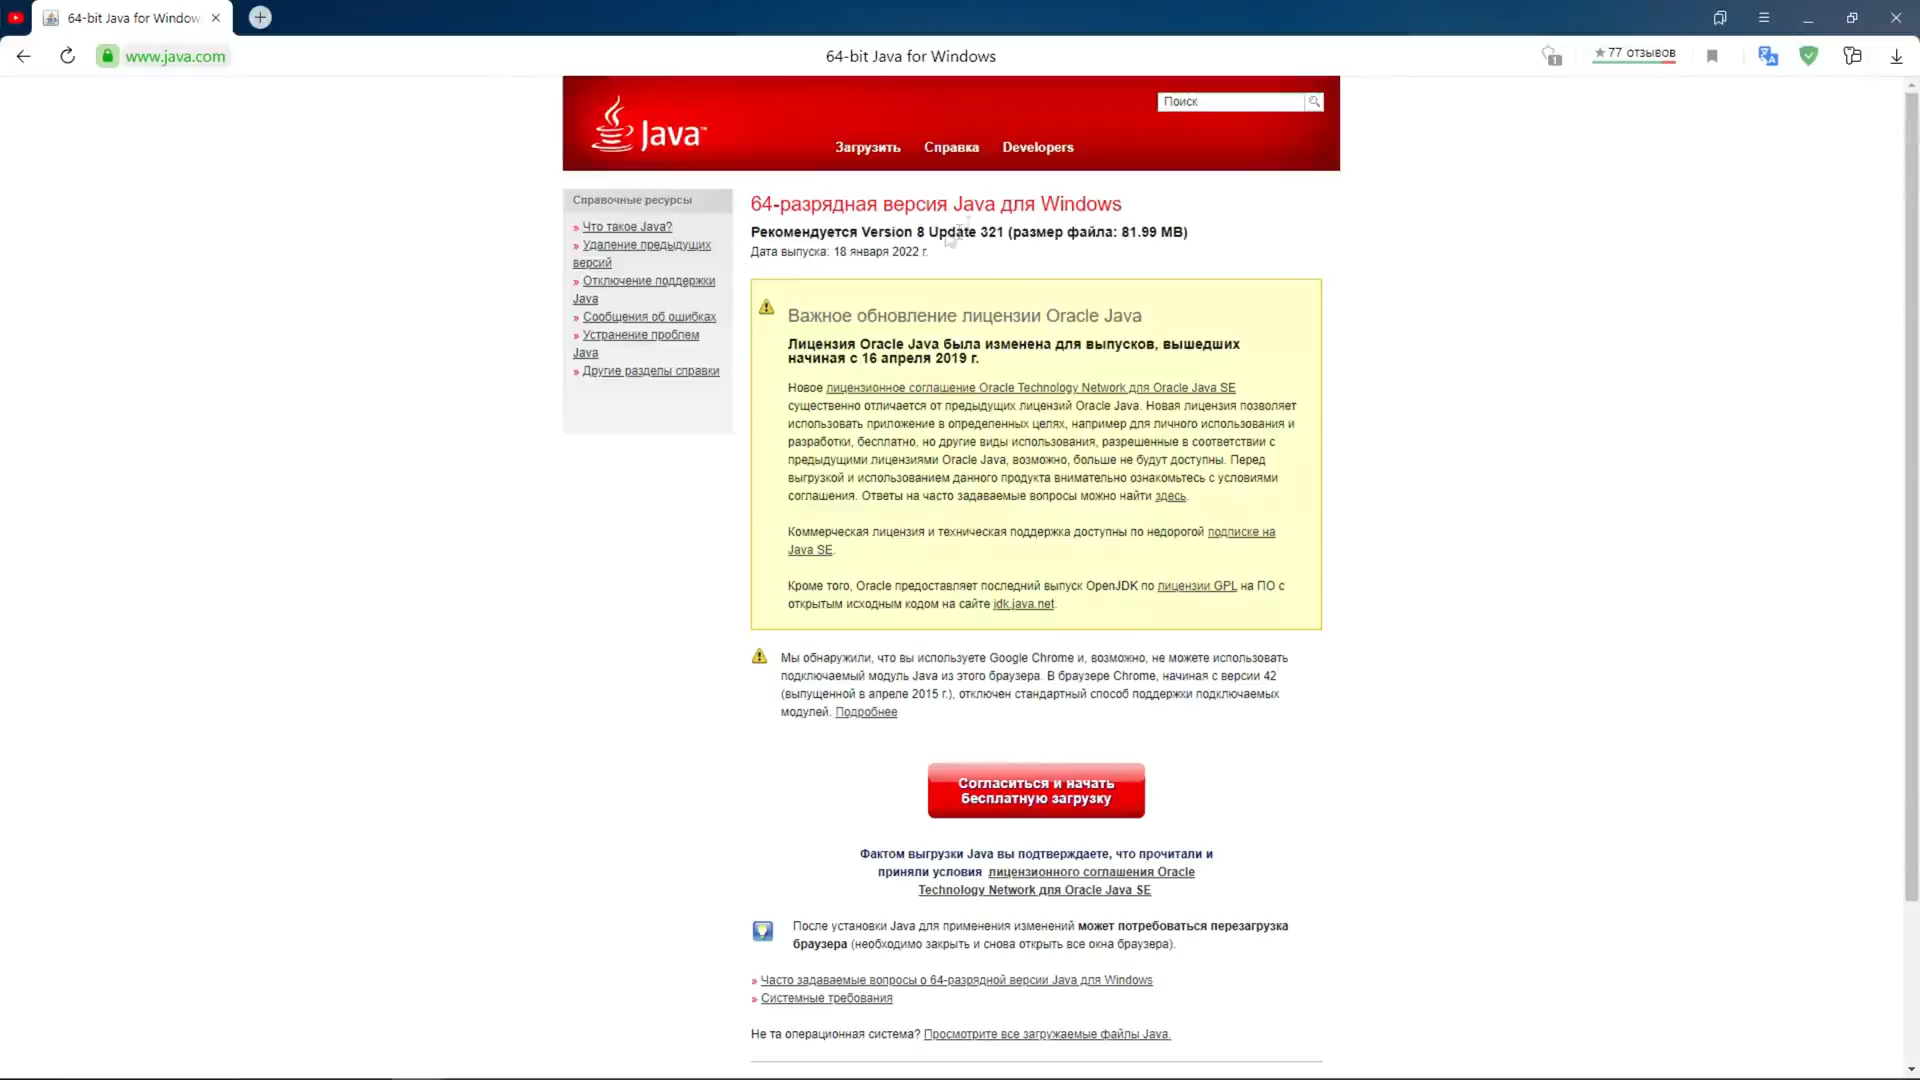 64-bit Java for Window
www.java.com
64-bit Java for Windows
1
★ 77 отзывов
Java™
Поиск
Загрузить Справка Developers
Справочные ресурсы
» Что такое Java?
» Удаление предыдущих
версий
» Отключение поддержки
Java
» Сообщения об ошибках
» Устранение проблем
Java
» Другие разделы справки
64-разрядная версия Java для Windows
Рекомендуется Version 8 Update 321 (размер файла: 81.99 MB)
Дата выпуска: 18 января 2022 г.
Важное обновление лицензии Oracle Java
Лицензия Oracle Java была изменена для выпусков, вышедших
начиная с 16 апреля 2019 г.
Новое лицензионное соглашение Oracle Technology Network для Oracle Java SE
существенно отличается от предыдущих лицензий Oracle Java. Новая лицензия позволяет
использовать приложение в определенных целях, например для личного использования и
разработки, бесплатно, но другие виды использования, разрешенные в соответствии с
предыдущими лицензиями Oracle Java, возможно, больше не будут доступны. Перед
выгрузкой и использованием данного продукта внимательно ознакомьтесь с условиями
соглашения. Ответы на часто задаваемые вопросы можно найти здесь.
Коммерческая лицензия и техническая поддержка доступны по недорогой подписке на
Java SE.
Кроме того, Oracle предоставляет последний выпуск OpenJDK по лицензии GPL на ПО с
открытым исходным кодом на сайте jdk.java.net.
Мы обнаружили, что вы используете Google Chrome и, возможно, не можете использовать
подключаемый модуль Java из этого браузера. В браузере Chrome, начиная с версии 42
(выпущенной в апреле 2015 г.), отключен стандартный способ поддержки подключаемых
модулей. Подробнее
Согласиться и начать
бесплатную загрузку
Фактом выгрузки Java вы подтверждаете, что прочитали и
приняли условия лицензионного соглашения Oracle
Technology Network для Oracle Java SE
После установки Java для применения изменений может потребоваться перезагрузка
браузера (необходимо закрыть и снова открыть все окна браузера).
» Часто задаваемые вопросы о 64-разрядной версии Java для Windows
» Системные требования
Не та операционная система? Просмотрите все загружаемые файлы Java.